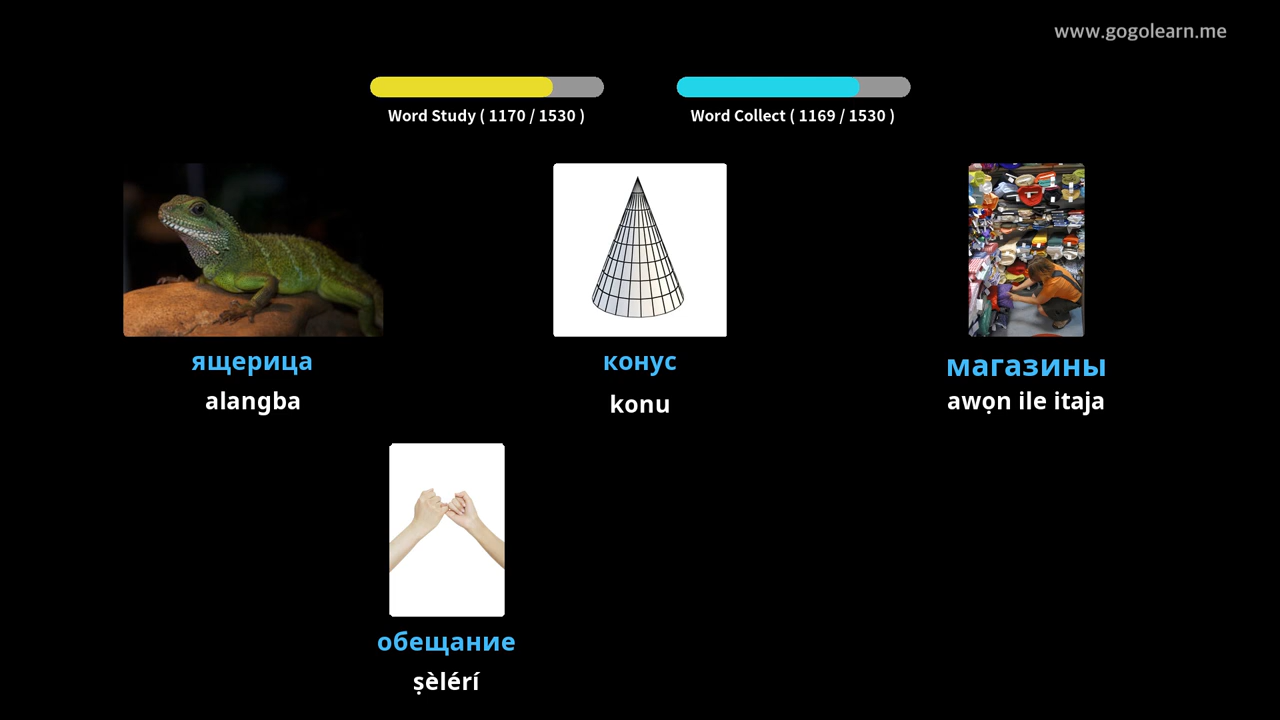 www.gogolearn.me
Word Study ( 1170 / 1530 )
Word Collect ( 1169 / 1530 )
ящерица
alangba
конус
konu
магазины
awọn ile itaja
обещание
ṣèlérí